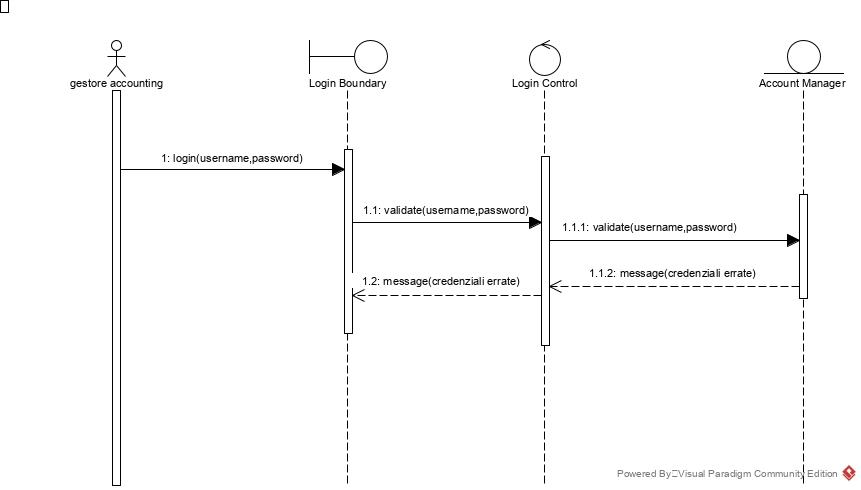 gestore accounting
Login Boundary
Login Control
Account Manager
1: login(username,password)
1.1: validate(username,password)
1.1.1: validate(username,password)
1.1.2: message(credenziali errate)
1.2: message(credenziali errate)
Powered By Visual Paradigm Community Edition